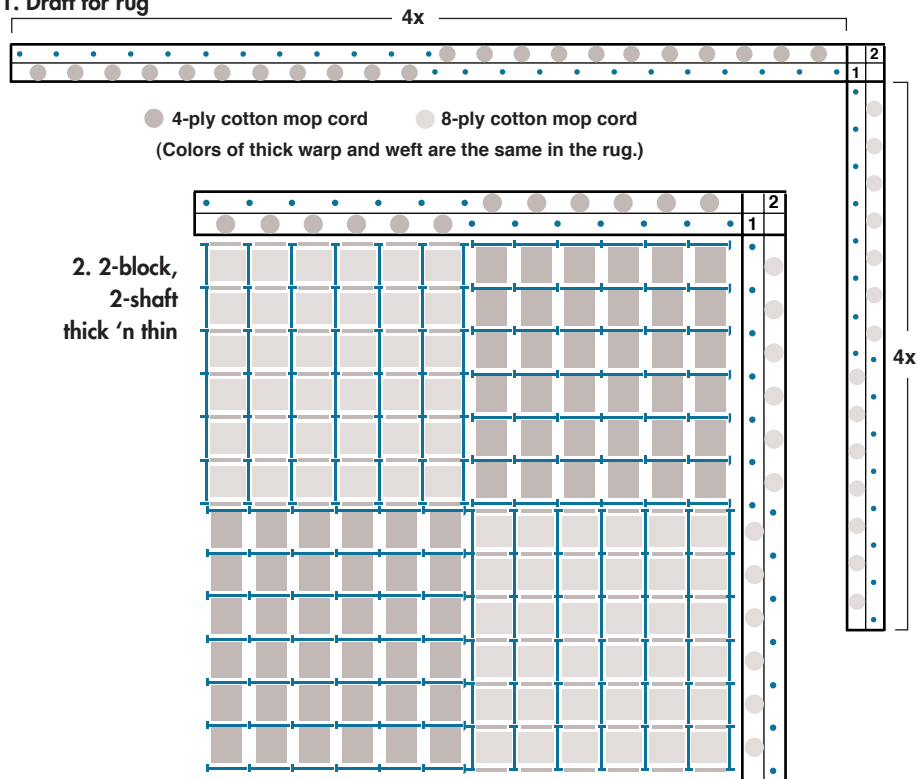 1. Draft for rug
4x
2
1
4-ply cotton mop cord
8-ply cotton mop cord
(Colors of thick warp and weft are the same in the rug.)
2
1
2. 2-block,
2-shaft
thick ‘n thin
4x